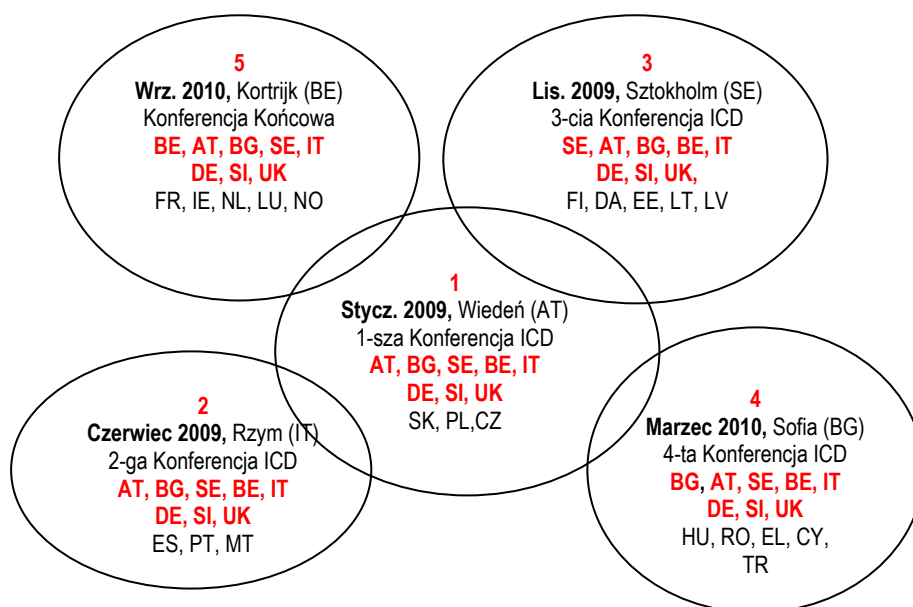 5
Wrz. 2010, Kortrijk (BE)
Konferencja Końcowa
BE, AT, BG, SE, IT
DE, SI, UK
FR, IE, NL, LU, NO
3
Lis. 2009, Sztokholm (SE)
3-cia Konferencja ICD
SE, AT, BG, BE, IT
DE, SI, UK,
FI, DA, EE, LT, LV
1
Stycz. 2009, Wiedeń (AT)
1-sza Konferencja ICD
AT, BG, SE, BE, IT
DE, SI, UK
SK, PL,CZ
2
Czerwiec 2009, Rzym (IT)
2-ga Konferencja ICD
AT, BG, SE, BE, IT
DE, SI, UK
ES, PT, MT
4
Marzec 2010, Sofia (BG)
4-ta Konferencja ICD
BG, AT, SE, BE, IT
DE, SI, UK
HU, RO, EL, CY,
TR